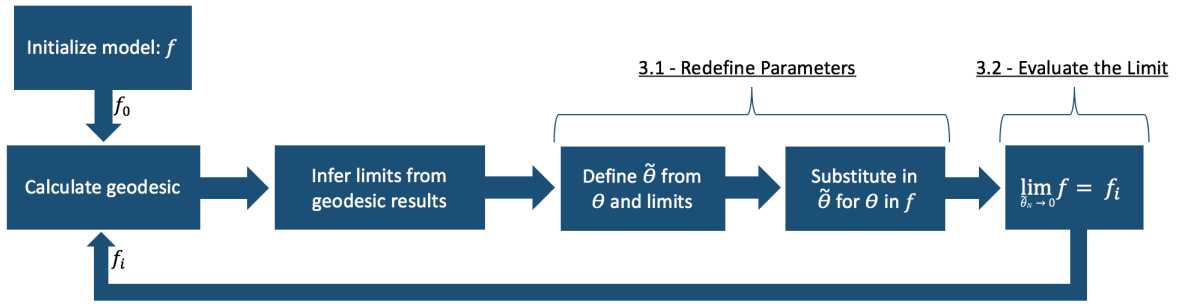 Initialize model: f
f₀
3.1 - Redefine Parameters
3.2 - Evaluate the Limit
Calculate geodesic
Infer limits from
geodesic results
Define θ̃ from
θ and limits
Substitute in
θ̃ for θ in f
lim f = fᵢ
θ̃_N → 0
fᵢ